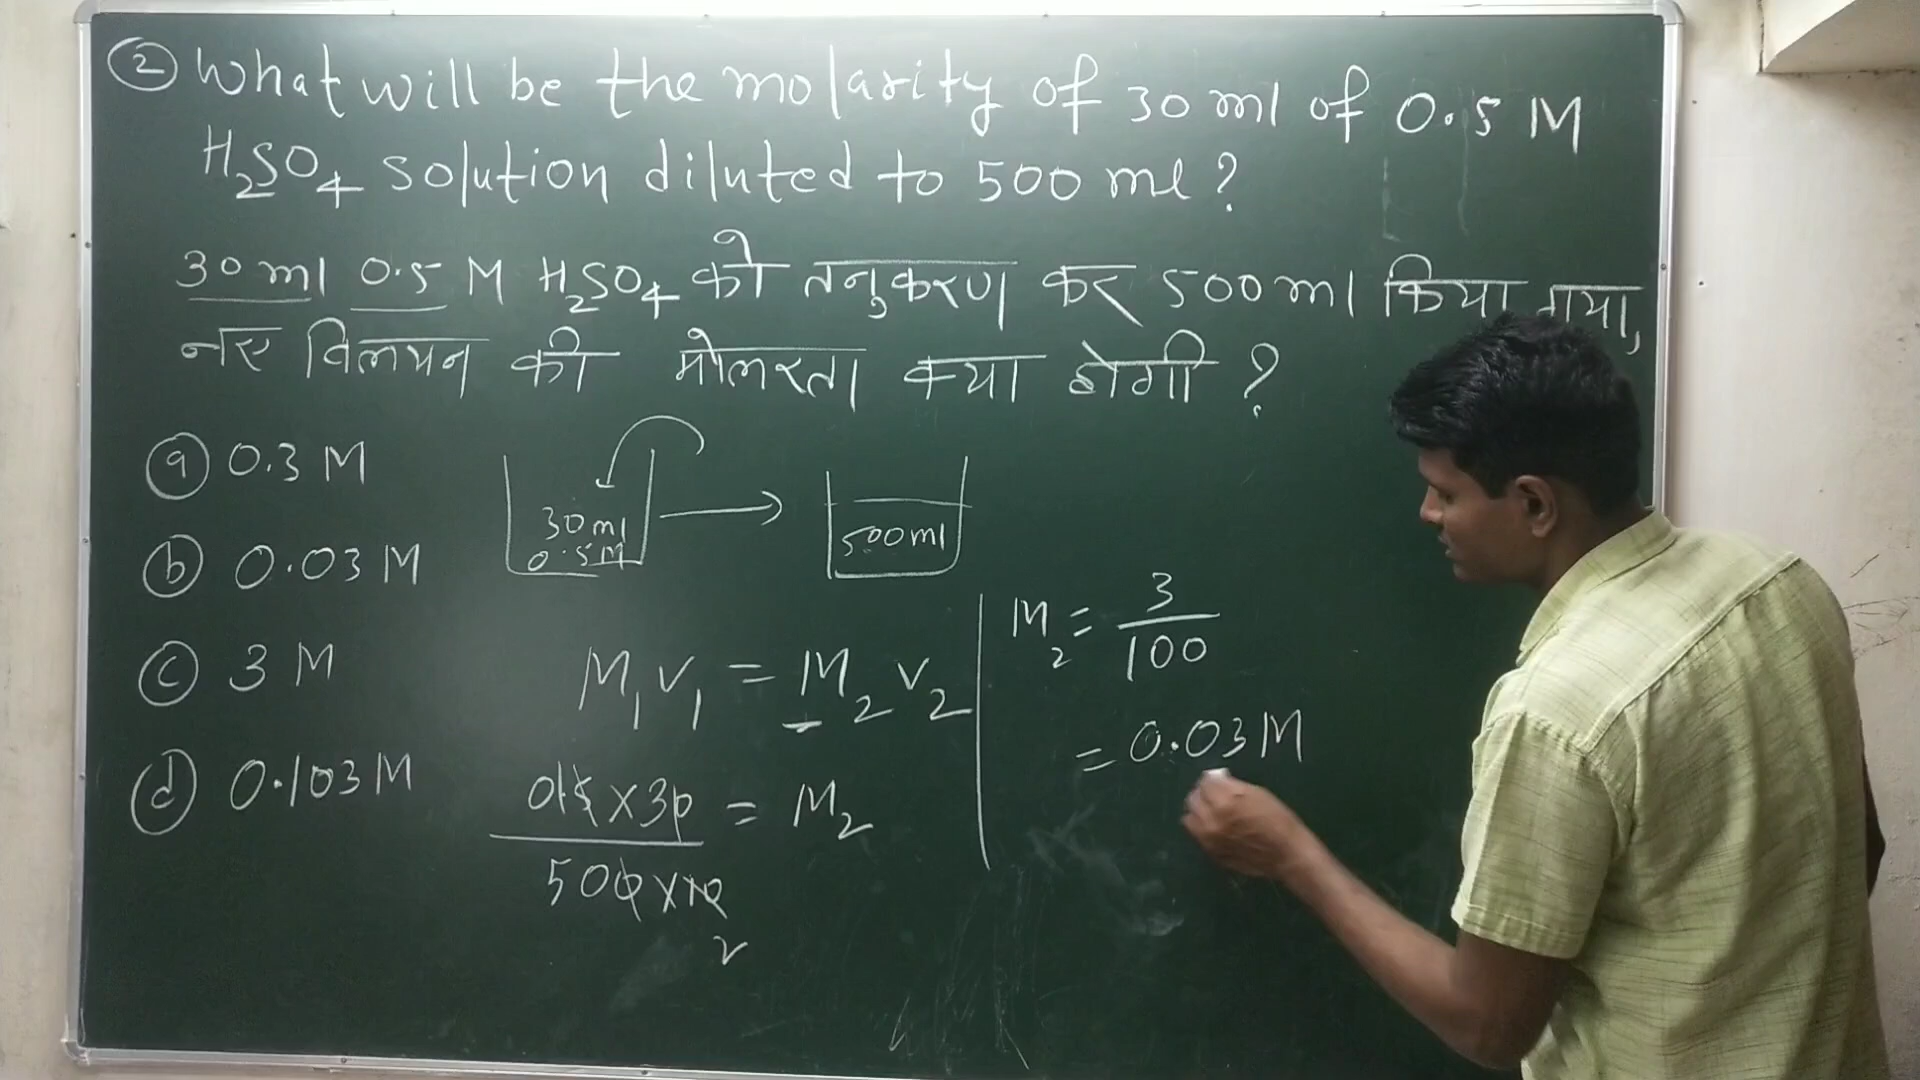 ② What will be the molarity of 30 ml of 0.5 M
H₂SO₄ solution diluted to 500 ml?
30 ml 0.5 M H₂SO₄ को तनुकरण कर 500 ml किया गया,
नए विलयन की मोलरता क्या होगी ?
ⓐ 0.3 M
ⓑ 0.03 M
ⓒ 3 M
ⓓ 0.103 M
30 ml
0.5 M
500 ml
M₁V₁ = M₂V₂
05 x 30 = M₂
500 x 10
2
M₂ = 3
100
= 0.03 M